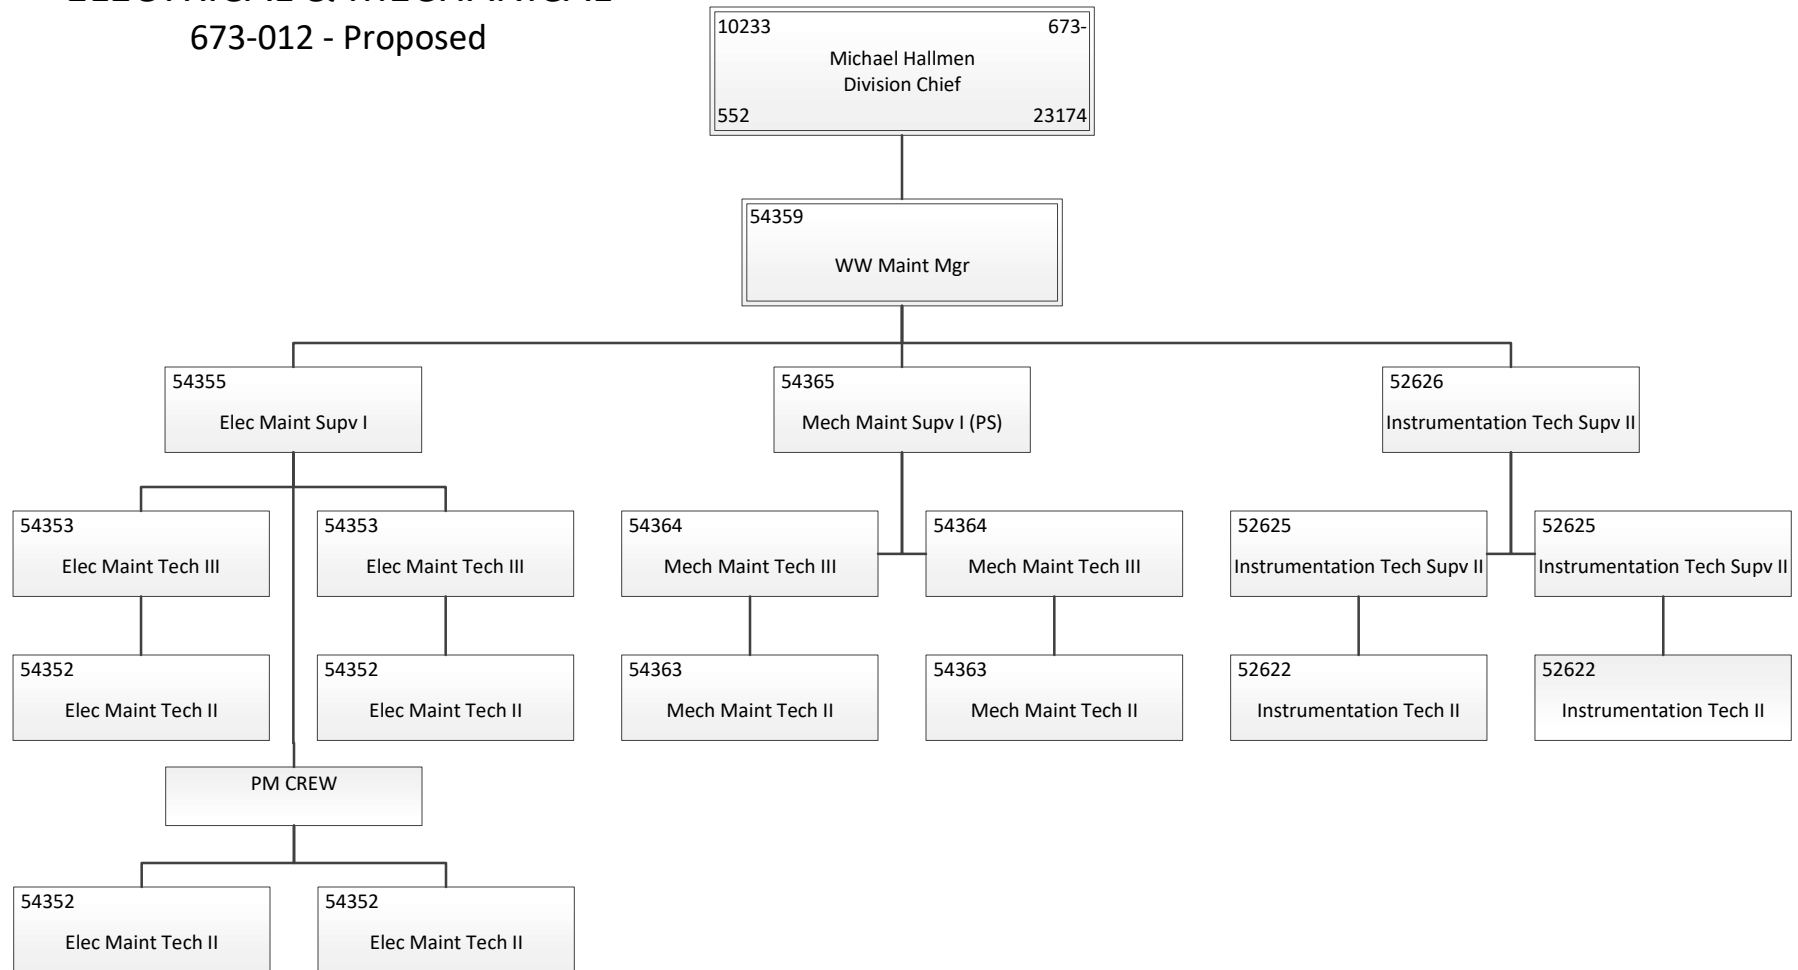 673-012 - Proposed
10233 673-
Michael Hallmen
Division Chief
552 23174
54359
WW Maint Mgr
54355 54365 52626
Elec Maint Supv I Mech Maint Supv I (PS) Instrumentation Tech Supv II
54353 54353 54364 54364 52625 52625
Elec Maint Tech III Elec Maint Tech III Mech Maint Tech III Mech Maint Tech III Instrumentation Tech Supv II Instrumentation Tech Supv II
54352 54352 54363 54363 52622 52622
Elec Maint Tech II Elec Maint Tech II Mech Maint Tech II Mech Maint Tech II Instrumentation Tech II Instrumentation Tech II
PM CREW
54352 54352
Elec Maint Tech II Elec Maint Tech II